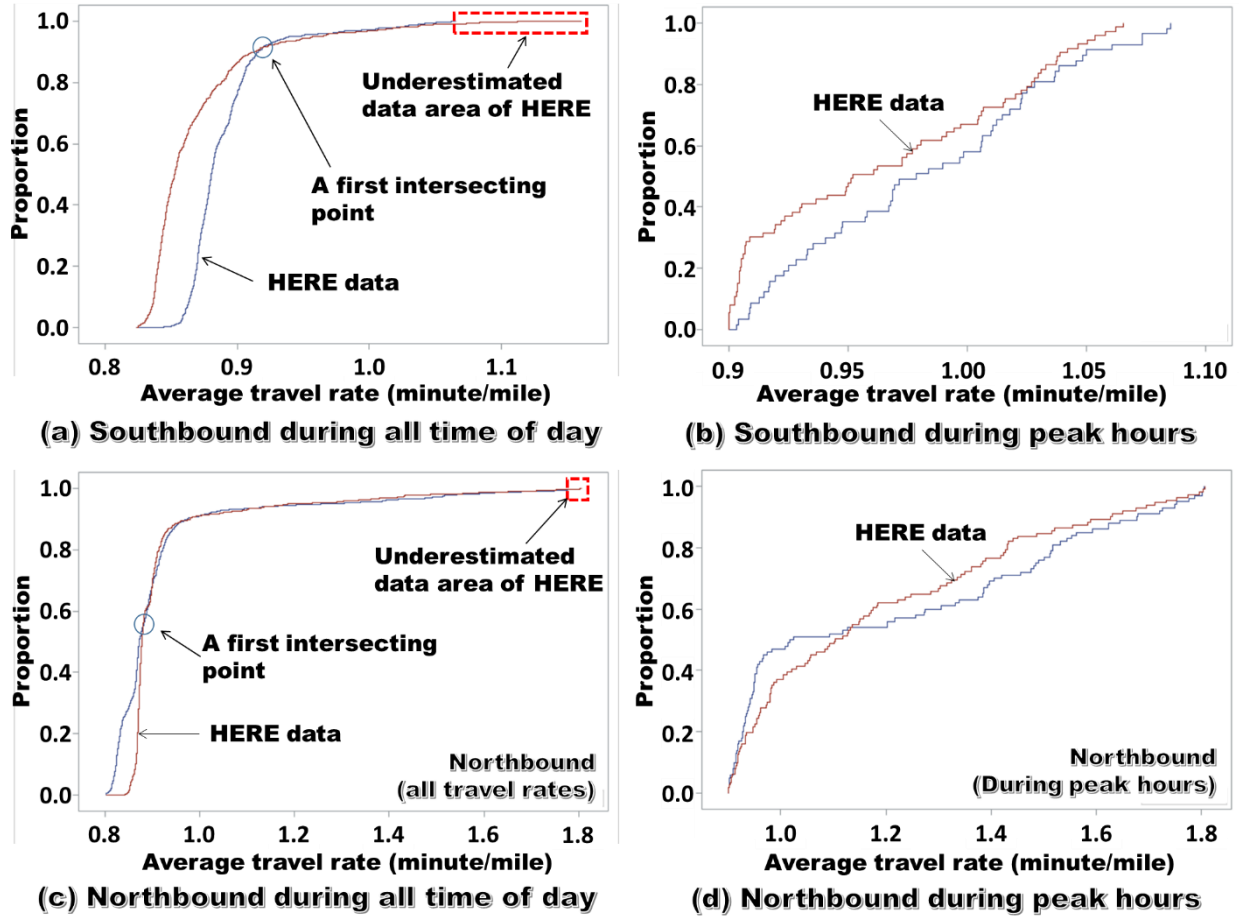 Proportion
1.0
0.8
0.6
0.4
0.2
0.0
Underestimated
data area of HERE
A first intersecting
point
HERE data
0.8
0.9
1.0
1.1
Average travel rate (minute/mile)
(a) Southbound during all time of day
Proportion
1.0
0.8
0.6
0.4
0.2
0.0
HERE data
0.9
0.95
1.00
1.05
1.10
Average travel rate (minute/mile)
(b) Southbound during peak hours
Proportion
1.0
0.8
0.6
0.4
0.2
0.0
Underestimated
data area of HERE
A first intersecting
point
HERE data
Northbound
(all travel rates)
0.8
1.0
1.2
1.4
1.6
1.8
Average travel rate (minute/mile)
(c) Northbound during all time of day
Proportion
1.0
0.8
0.6
0.4
0.2
0.0
HERE data
Northbound
(During peak hours)
1.0
1.2
1.4
1.6
1.8
Average travel rate (minute/mile)
(d) Northbound during peak hours